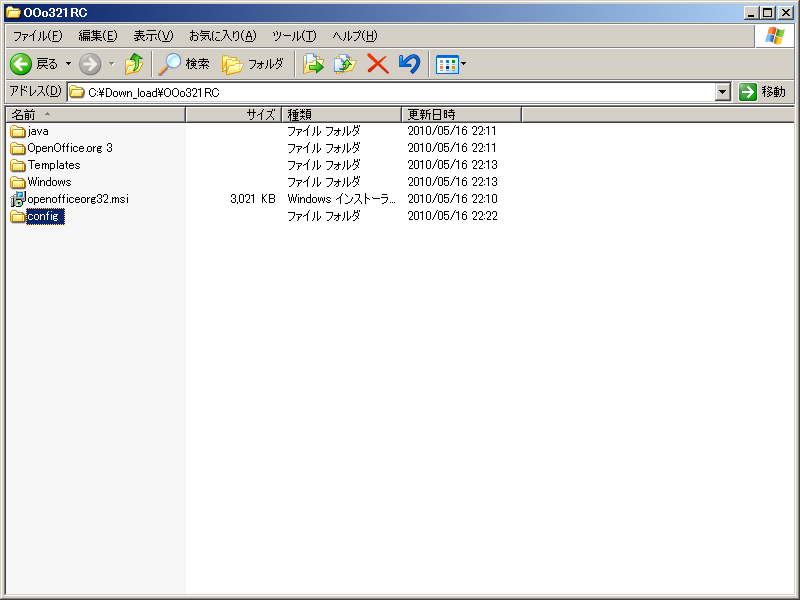 OOo321RC
ファイル(F) 編集(E) 表示(V) お気に入り(A) ツール(T) ヘルプ(H)
戻る 検索 フォルダ
アドレス(D) C:¥Down_load¥OOo321RC 移動
名前 サイズ 種類 更新日時
java ファイル フォルダ 2010/05/16 22:11
OpenOffice.org 3 ファイル フォルダ 2010/05/16 22:11
Templates ファイル フォルダ 2010/05/16 22:13
Windows ファイル フォルダ 2010/05/16 22:13
openofficeorg32.msi 3,021 KB Windows インストーラ... 2010/05/16 22:10
config ファイル フォルダ 2010/05/16 22:22